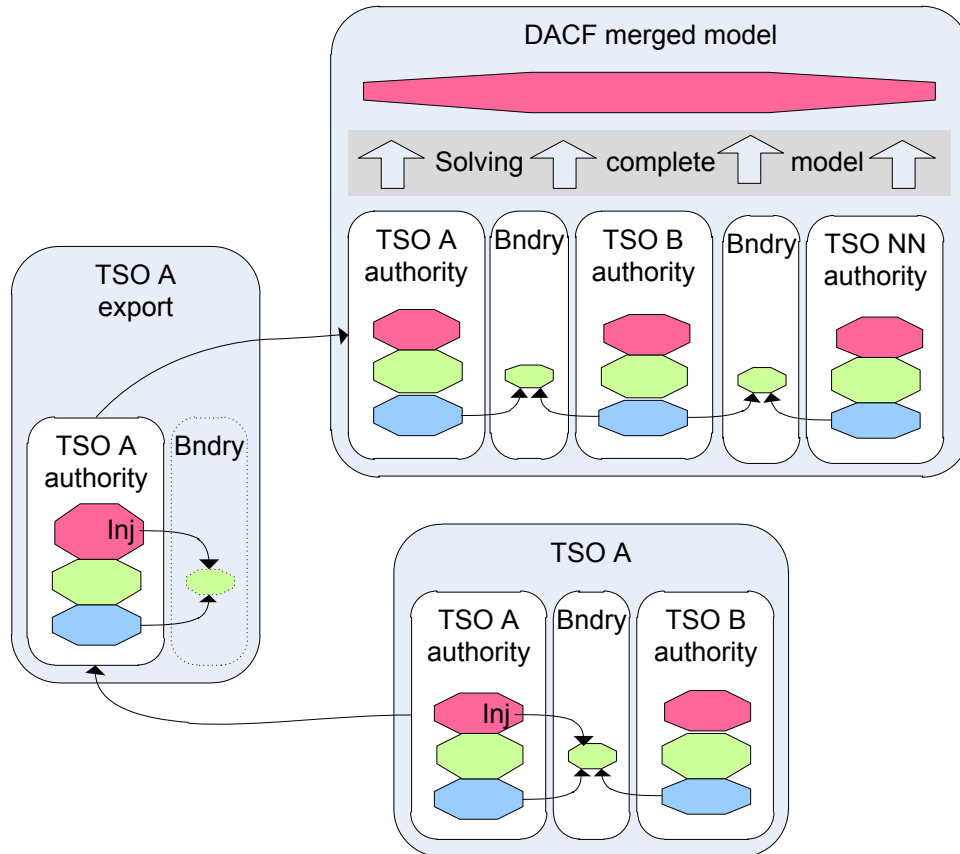 DACF merged model
Solving complete model
TSO A
authority
Bndry
TSO B
authority
Bndry
TSO NN
authority
TSO A
export
TSO A
authority
Bndry
Inj
TSO A
TSO A
authority
Bndry
TSO B
authority
Inj